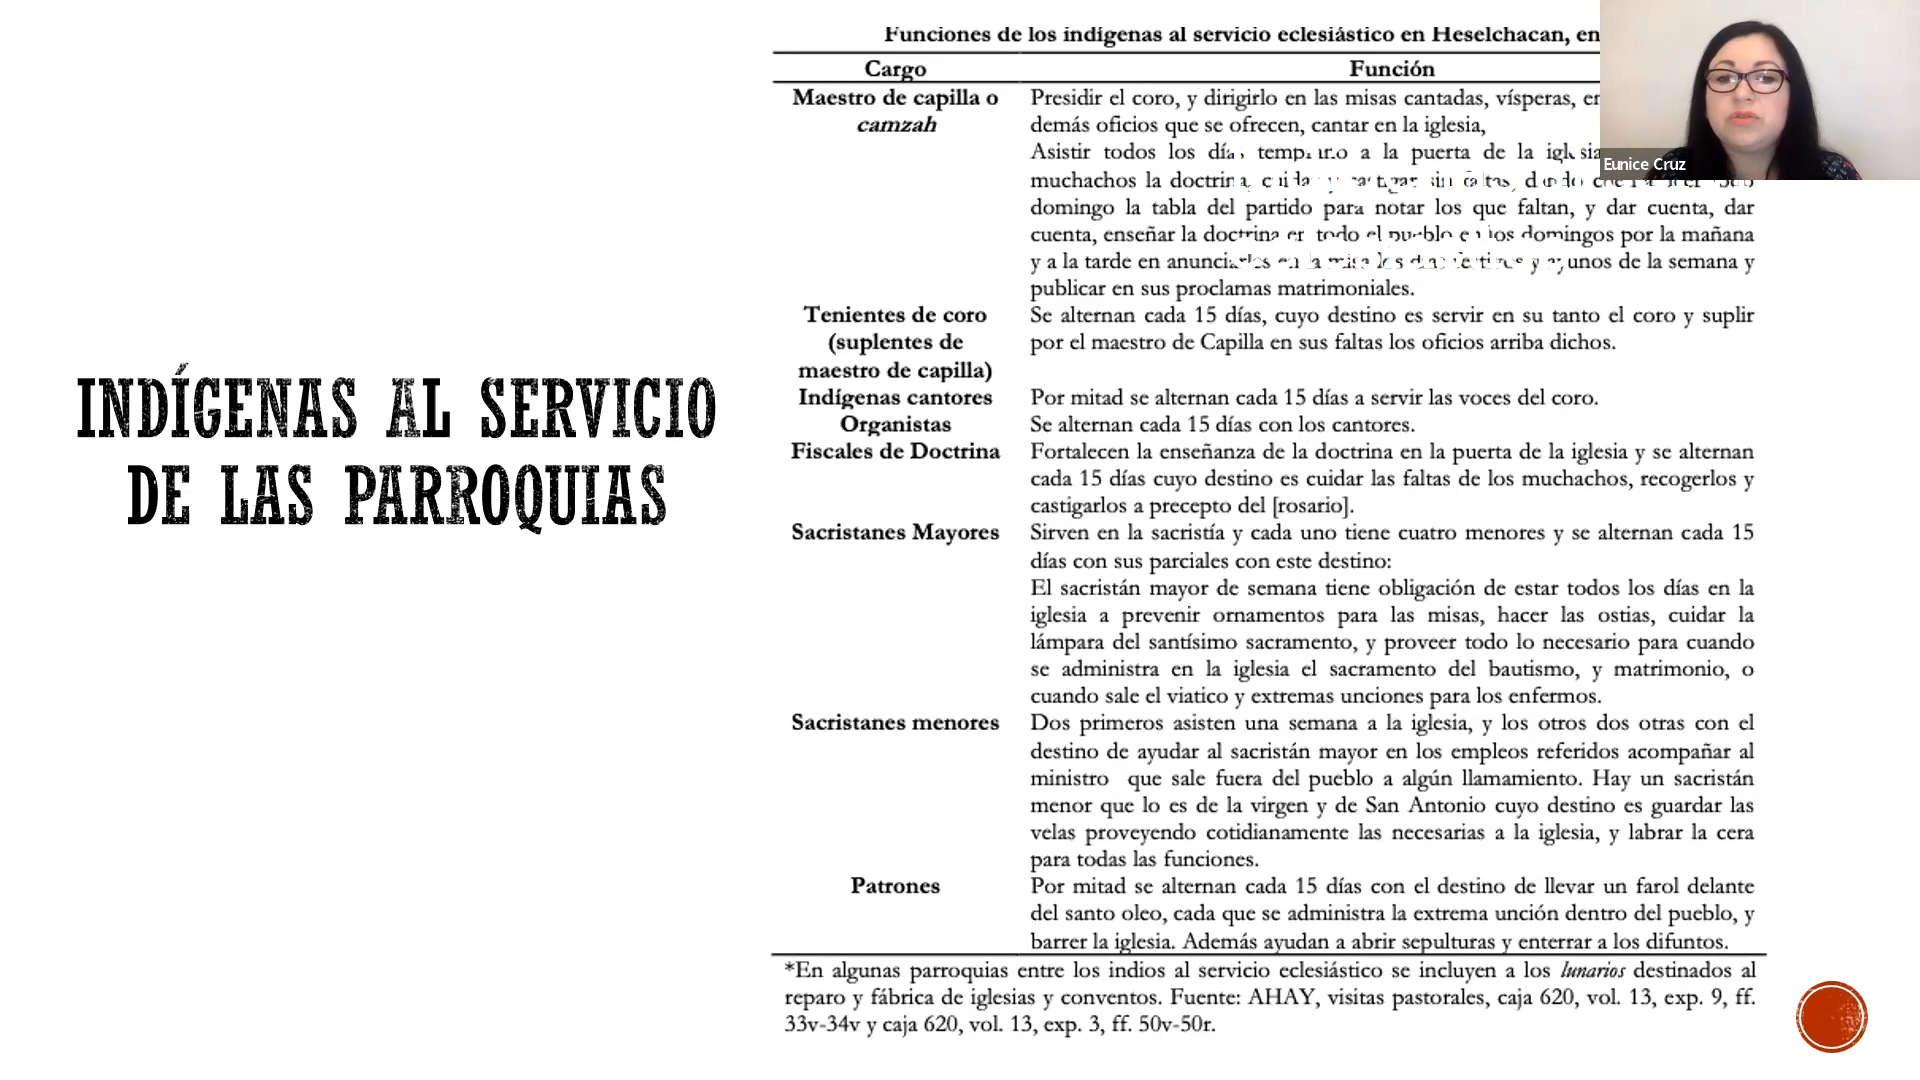 INDÍGENAS AL SERVICIO
DE LAS PARROQUIAS
Funciones de los indígenas al servicio eclesiástico en Heselchacan, en
Cargo Función
Maestro de capilla o
camzah
Presidir el coro, y dirigirlo en las misas cantadas, vísperas,
demás oficios que se ofrecen, cantar en la iglesia,
Asistir todos los días temprano a la puerta de la iglesia
muchachos la doctrina, castigar sin faltas,
domingo la tabla del partido para notar los que faltan, y dar cuenta, dar
cuenta, enseñar la doctrina en todo el pueblo en los domingos por la mañana
y a la tarde en anunciarles en la misa los días festivos y ayunos de la semana y
publicar en sus proclamas matrimoniales.
Tenientes de coro
(suplentes de
maestro de capilla)
Se alternan cada 15 días, cuyo destino es servir en su tanto el coro y suplir
por el maestro de Capilla en sus faltas los oficios arriba dichos.
Indígenas cantores Por mitad se alternan cada 15 días a servir las voces del coro.
Organistas Se alternan cada 15 días con los cantores.
Fiscales de Doctrina Fortalecen la enseñanza de la doctrina en la puerta de la iglesia y se alternan
cada 15 días cuyo destino es cuidar las faltas de los muchachos, recogerlos y
castigarlos a precepto del [rosario].
Sacristanes Mayores Sirven en la sacristía y cada uno tiene cuatro menores y se alternan cada 15
días con sus parciales con este destino:
El sacristán mayor de semana tiene obligación de estar todos los días en la
iglesia a prevenir ornamentos para las misas, hacer las ostias, cuidar la
lámpara del santísimo sacramento, y proveer todo lo necesario para cuando
se administra en la iglesia el sacramento del bautismo, y matrimonio, o
cuando sale el viatico y extremas unciones para los enfermos.
Sacristanes menores Dos primeros asisten una semana a la iglesia, y los otros dos otras con el
destino de ayudar al sacristán mayor en los empleos referidos acompañar al
ministro que sale fuera del pueblo a algún llamamiento. Hay un sacristán
menor que lo es de la virgen y de San Antonio cuyo destino es guardar las
velas proveyendo cotidianamente las necesarias a la iglesia, y labrar la cera
para todas las funciones.
Patrones Por mitad se alternan cada 15 días con el destino de llevar un farol delante
del santo oleo, cada que se administra la extrema unción dentro del pueblo, y
barrer la iglesia. Además ayudan a abrir sepulturas y enterrar a los difuntos.
*En algunas parroquias entre los indios al servicio eclesiástico se incluyen a los lunarios destinados al
reparo y fábrica de iglesias y conventos. Fuente: AHAY, visitas pastorales, caja 620, vol. 13, exp. 9, ff.
33v-34v y caja 620, vol. 13, exp. 3, ff. 50v-50r.
Eunice Cruz